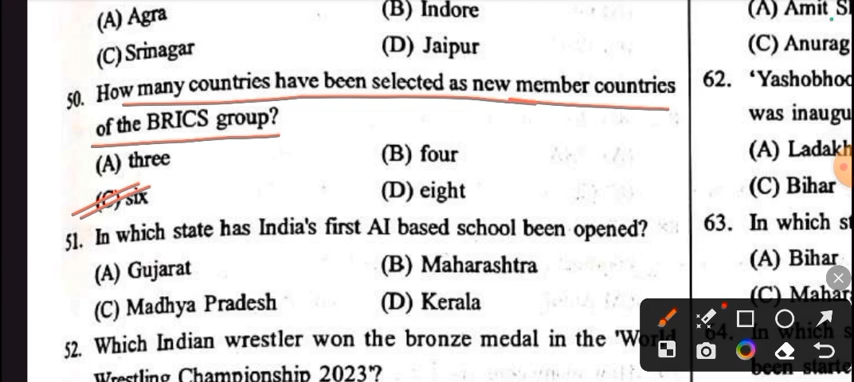 (A) Agra
(B) Indore
(C) Srinagar
(D) Jaipur
50. How many countries have been selected as new member countries
of the BRICS group?
(A) three
(B) four
(C) six
(D) eight
51. In which state has India's first AI based school been opened?
(A) Gujarat
(B) Maharashtra
(C) Madhya Pradesh
(D) Kerala
52. Which Indian wrestler won the bronze medal in the 'World
Wrestling Championship 2023'?
(A) Amit S
(C) Anurag
62. 'Yashobhoo
was inaugu
(A) Ladakh
(C) Bihar
63. In which st
(A) Bihar
(C) Mahar
64. In which s
been starte